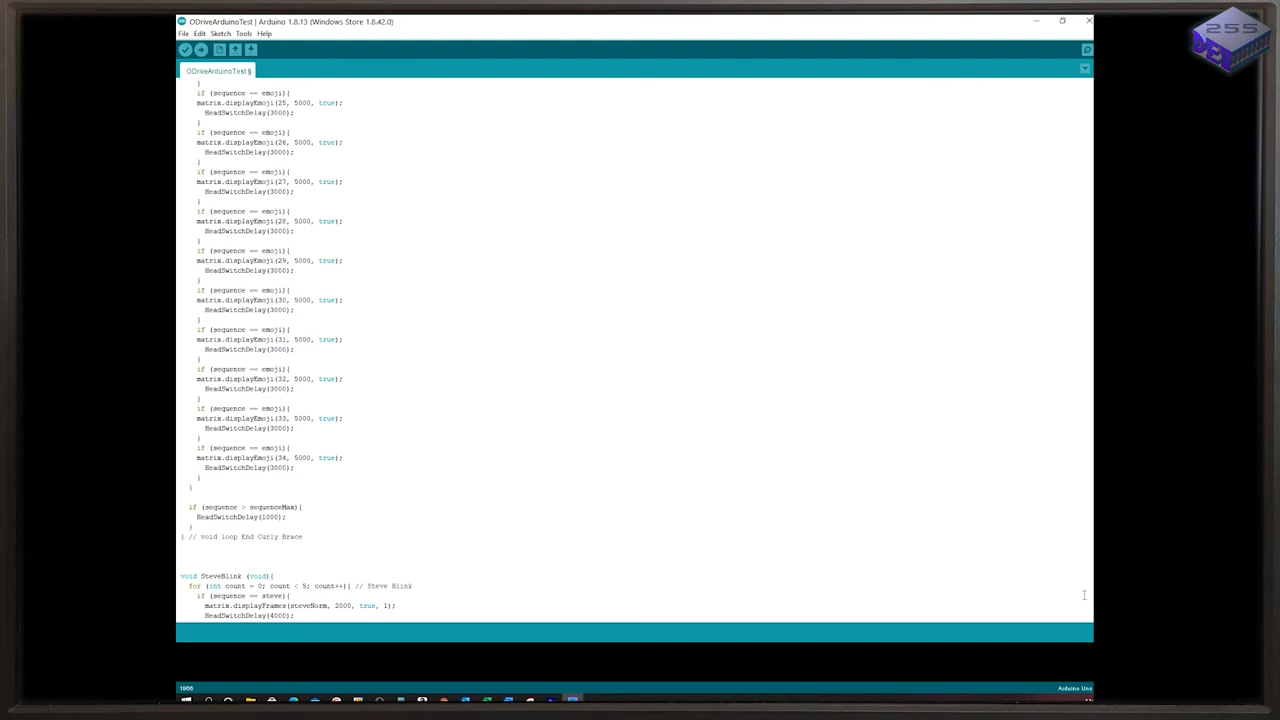 255
DEL
ODriveArduinoTest | Arduino 1.8.13 (Windows Store 1.8.42.0)
File Edit Sketch Tools Help
ODriveArduinoTest §
}
if (sequence == emoji){
matrix.displayEmoji(25, 5000, true);
HeadSwitchDelay(3000);
}
if (sequence == emoji){
matrix.displayEmoji(26, 5000, true);
HeadSwitchDelay(3000);
}
if (sequence == emoji){
matrix.displayEmoji(27, 5000, true);
HeadSwitchDelay(3000);
}
if (sequence == emoji){
matrix.displayEmoji(28, 5000, true);
HeadSwitchDelay(3000);
}
if (sequence == emoji){
matrix.displayEmoji(29, 5000, true);
HeadSwitchDelay(3000);
}
if (sequence == emoji){
matrix.displayEmoji(30, 5000, true);
HeadSwitchDelay(3000);
}
if (sequence == emoji){
matrix.displayEmoji(31, 5000, true);
HeadSwitchDelay(3000);
}
if (sequence == emoji){
matrix.displayEmoji(32, 5000, true);
HeadSwitchDelay(3000);
}
if (sequence == emoji){
matrix.displayEmoji(33, 5000, true);
HeadSwitchDelay(3000);
}
if (sequence == emoji){
matrix.displayEmoji(34, 5000, true);
HeadSwitchDelay(3000);
}
}
if (sequence > sequenceMax){
HeadSwitchDelay(1000);
}
} // void loop End Curly Brace
void SteveBlink (void){
for (int count = 0; count < 5; count++){ // Steve Blink
if (sequence == steve){
matrix.displayFrames(steveNorm, 2000, true, 1);
HeadSwitchDelay(4000);
1966
Arduino Uno